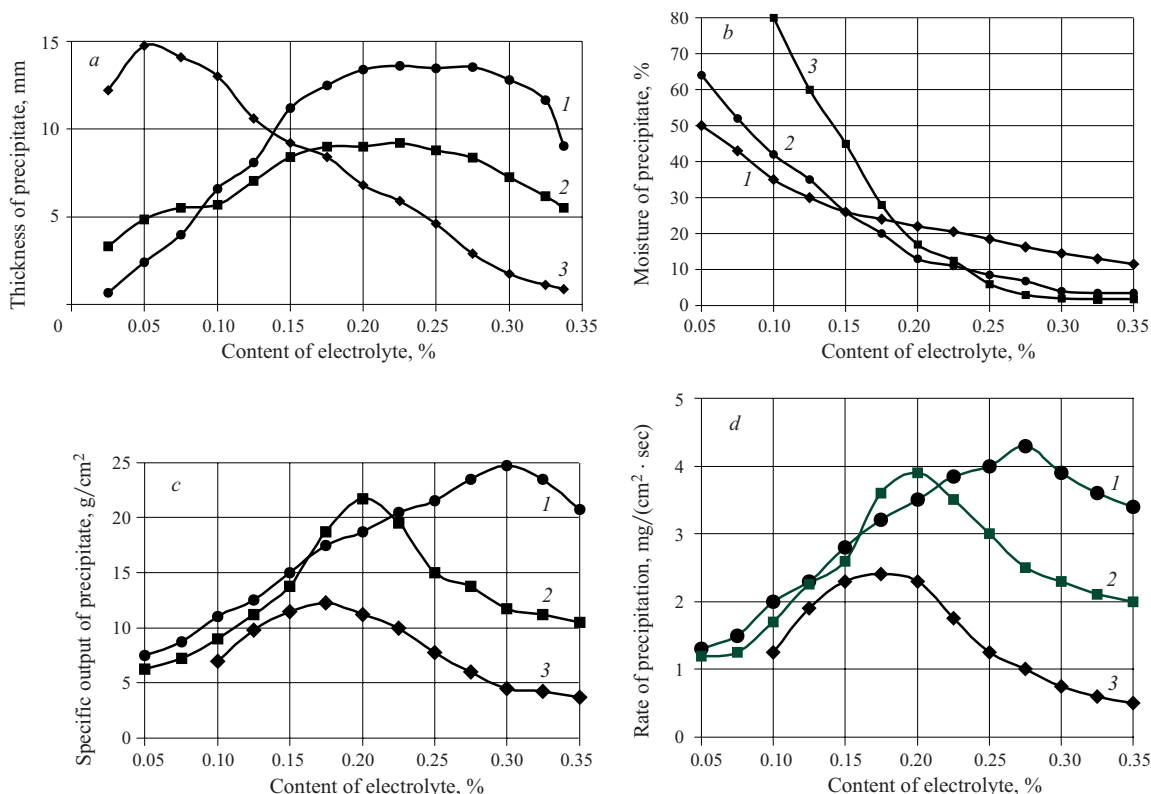 a
Thickness of precipitate, mm
15
10
5
0
0.05 0.10 0.15 0.20 0.25 0.30 0.35
Content of electrolyte, %
1
2
3
b
Moisture of precipitate, %
80
70
60
50
40
30
20
10
0
0.05 0.10 0.15 0.20 0.25 0.30 0.35
Content of electrolyte, %
3
2
1
c
Specific output of precipitate, g/cm²
25
20
15
10
5
0
0.05 0.10 0.15 0.20 0.25 0.30 0.35
Content of electrolyte, %
1
2
3
d
Rate of precipitation, mg/(cm² · sec)
5
4
3
2
1
0
0.05 0.10 0.15 0.20 0.25 0.30 0.35
Content of electrolyte, %
1
2
3